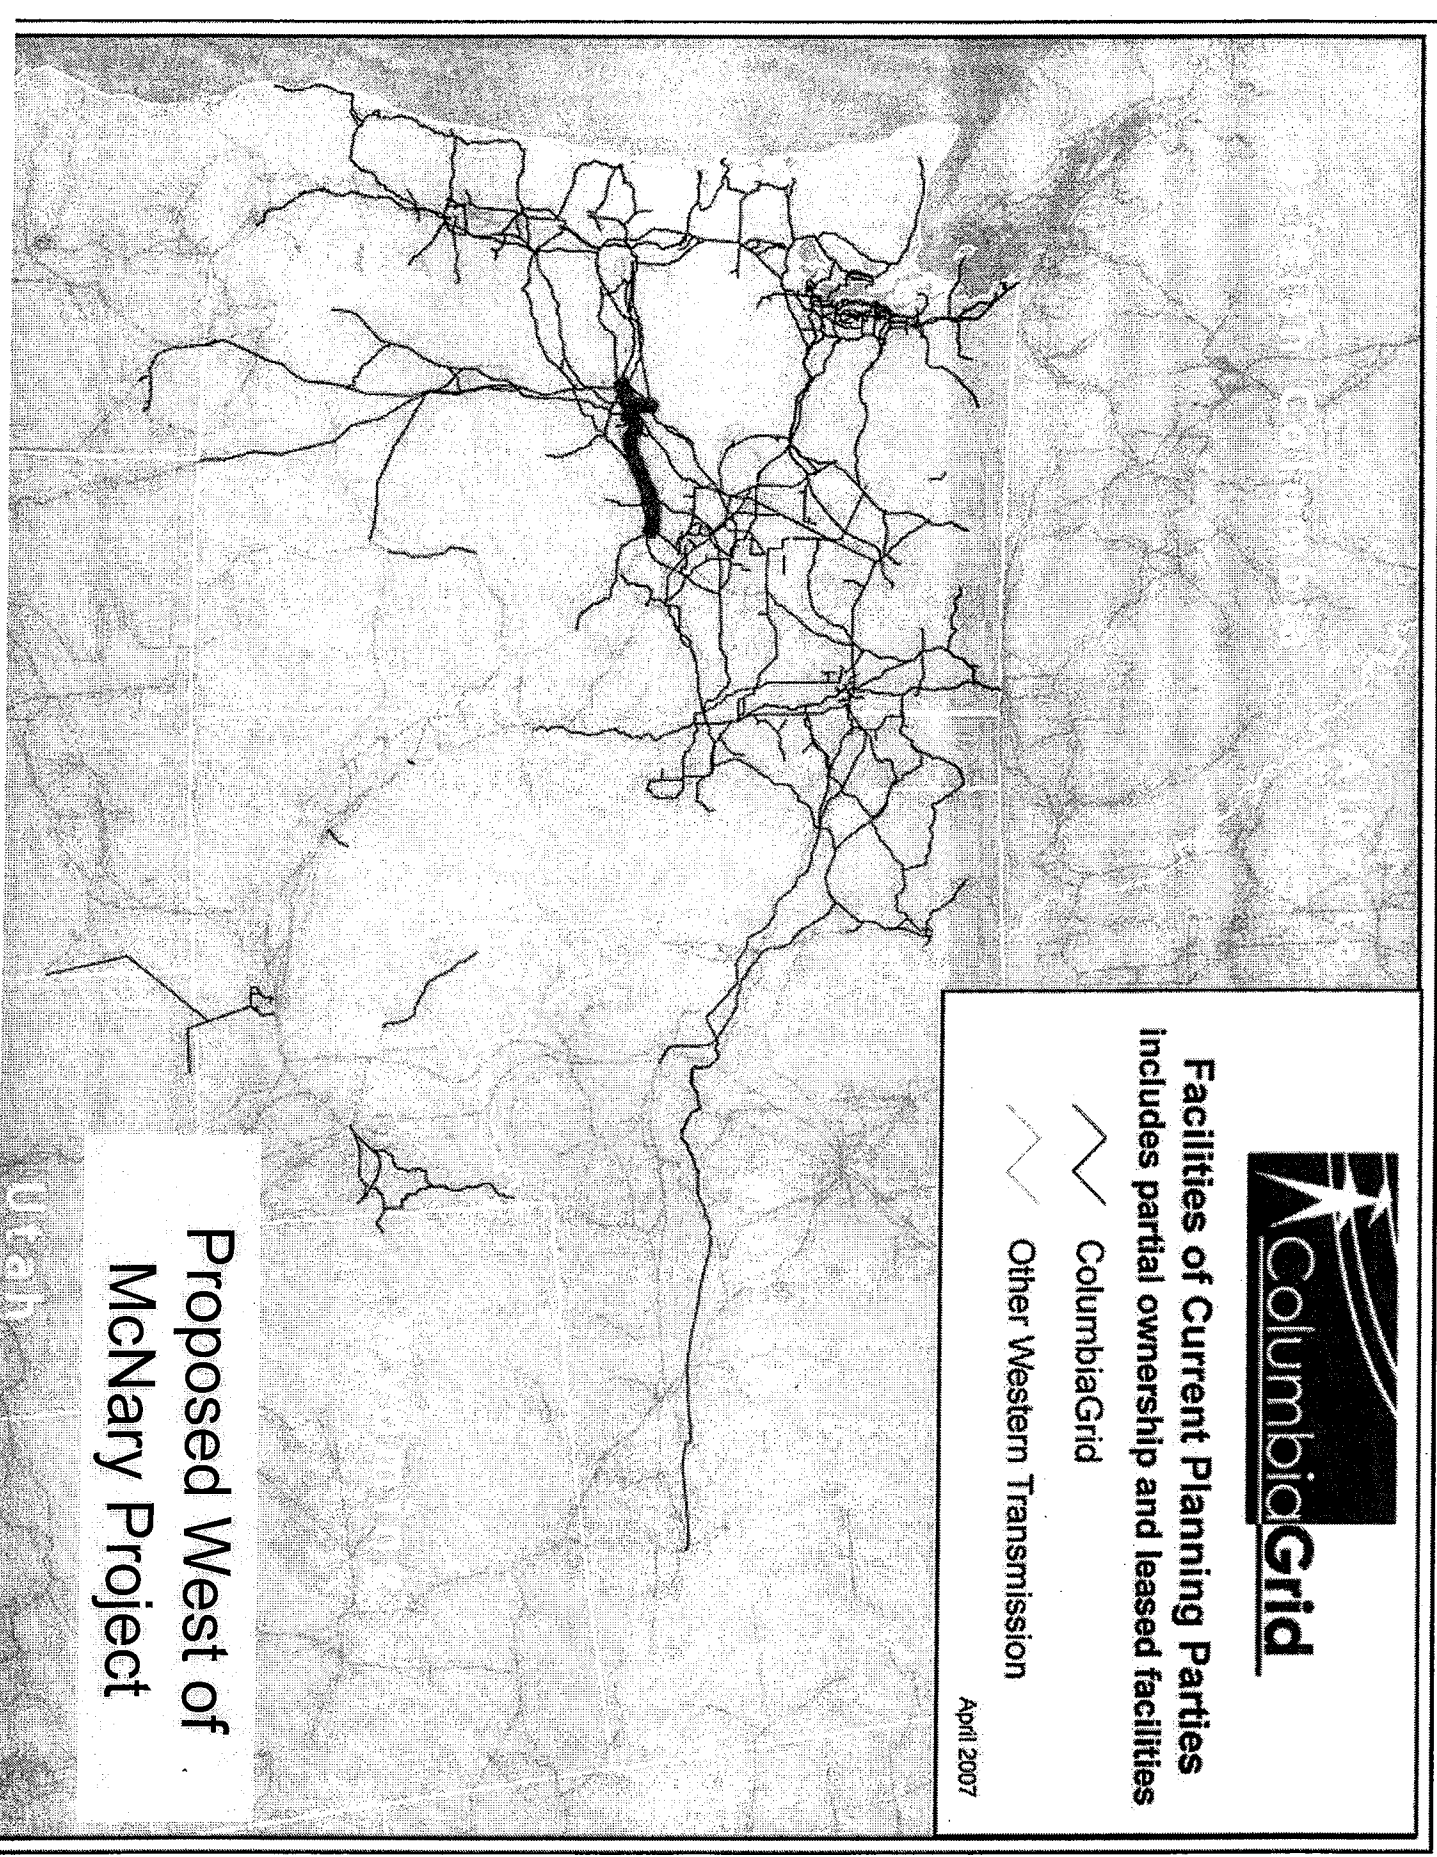 ColumbiaGrid
Facilities of Current Planning Parties
includes partial ownership and leased facilities
ColumbiaGrid
Other Western Transmission
April 2007
Utah
Proposed West of
McNary Project